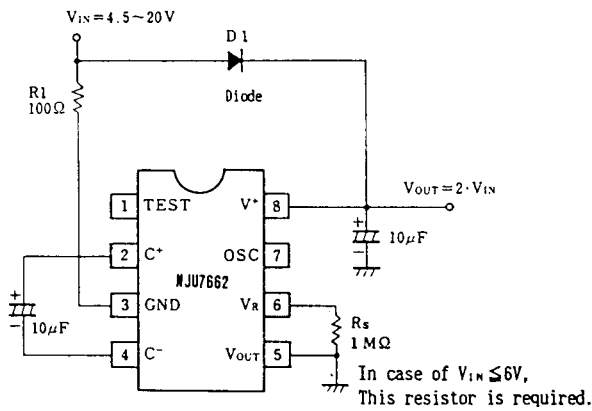 VIN=4.5~20V
D1
Diode
R1
100Ω
VOUT=2·VIN
1 TEST V+ 8
+
10μF
2 C+ OSC 7
NJU7662
+
−
10μF
3 GND VR 6
RS
1MΩ
4 C− VOUT 5
In case of VIN≦6V,
This resistor is required.